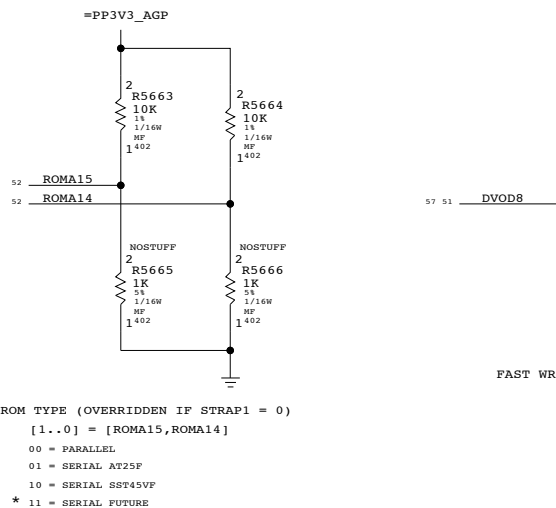 =PP3V3_AGP
2
R5663
10K
1%
1/16W
MF
402
1
2
R5664
10K
1%
1/16W
MF
402
1
52 ROMA15
52 ROMA14
57 51 DVOD8
NOSTUFF
2
R5665
1K
5%
1/16W
MF
402
1
NOSTUFF
2
R5666
1K
5%
1/16W
MF
402
1
FAST WR
ROM TYPE (OVERRIDDEN IF STRAP1 = 0)
[1..0] = [ROMA15,ROMA14]
00 = PARALLEL
01 = SERIAL AT25F
10 = SERIAL SST45VF
* 11 = SERIAL FUTURE